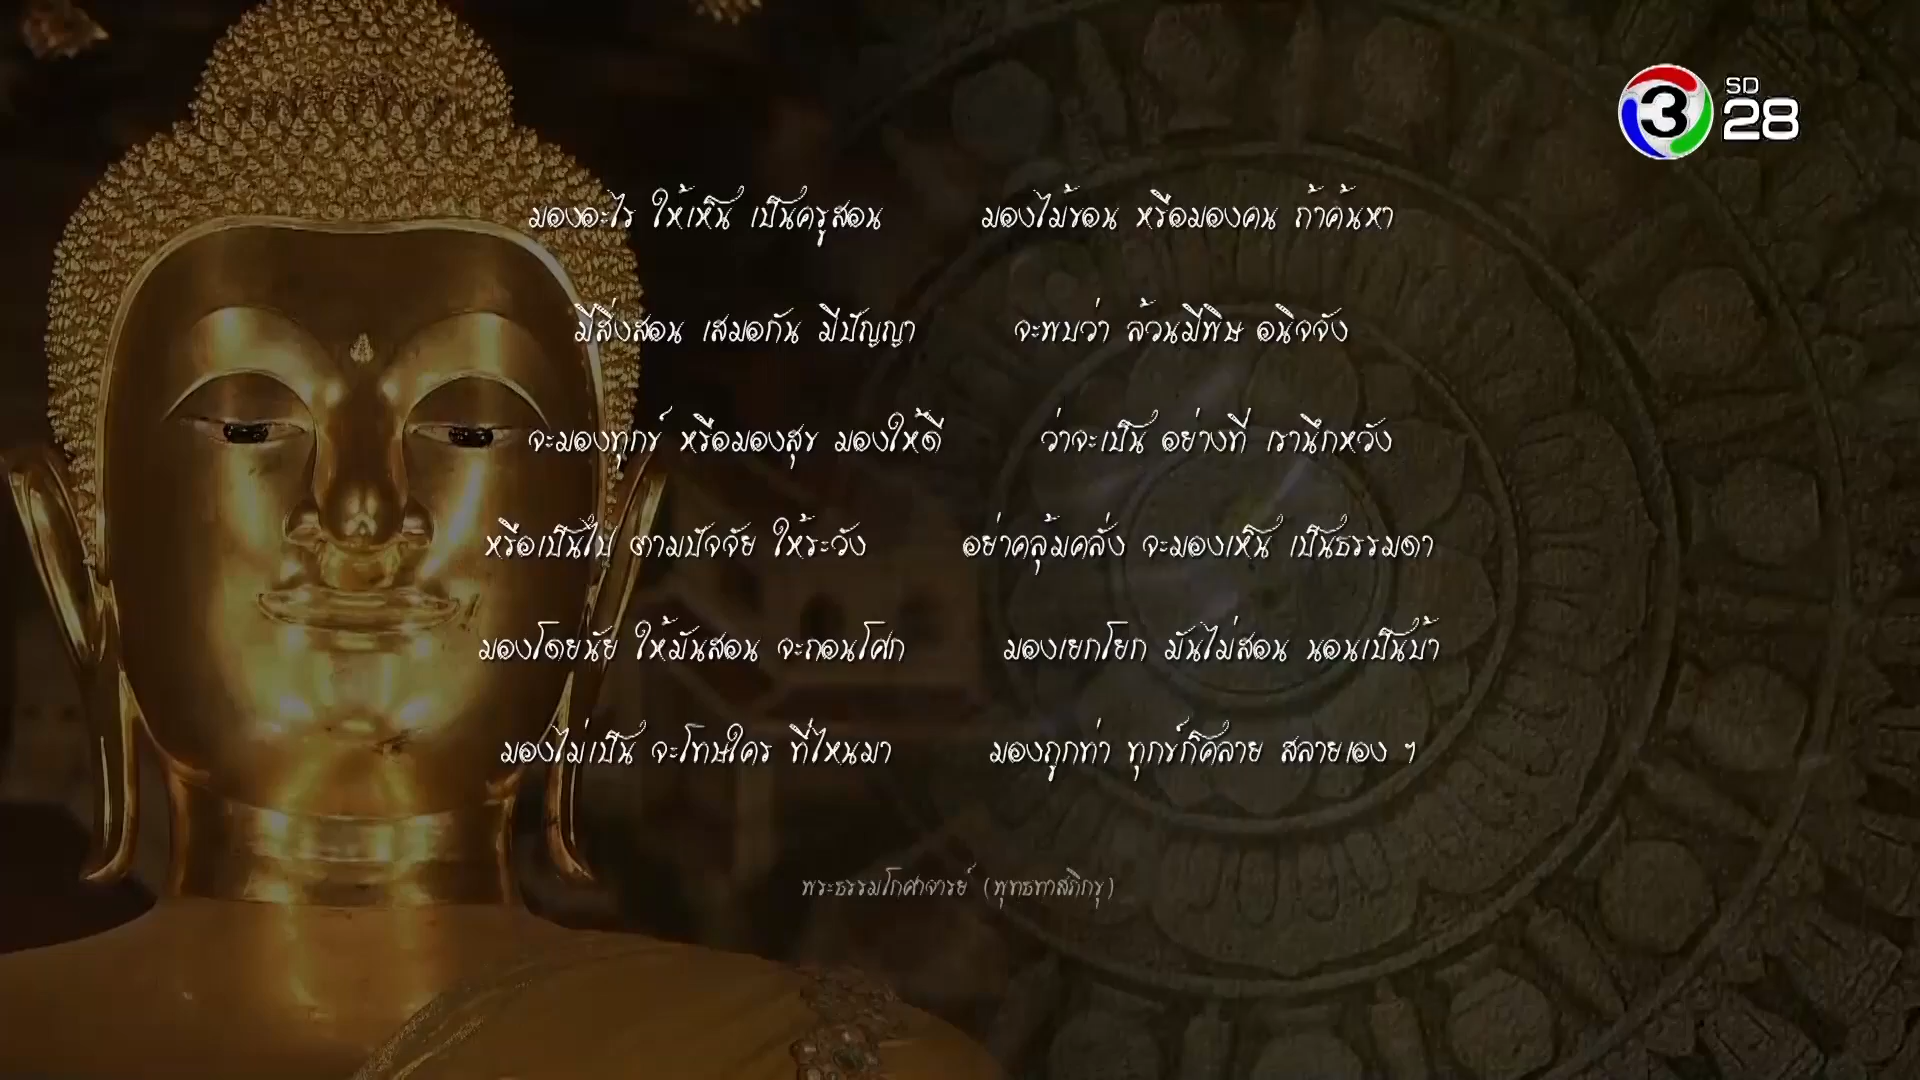 3 SD 28
มองอะไร ให้เห็น เป็นครูสอน มองไม้ขอน หรือมองคน ถ้าค้นหา
มีสิ่งสอน เสมอกัน มีปัญญา จะพบว่า ล้วนมีพิษ อนิจจัง
จะมองทุกข์ หรือมองสุข มองให้ดี ว่าจะเป็น อย่างที่ เรานึกหวัง
หรือเป็นไป ตามปัจจัย ให้ระวัง อย่าคลุ้มคลั่ง จะมองเห็น เป็นธรรมดา
มองโดยนัย ให้มันสอน จะถอนโศก มองเยกโยก มันไม่สอน นอนเป็นบ้า
มองไม่เป็น จะโทษใคร ที่ไหนมา มองถูกท่า ทุกข์ก็คลาย สลายเอง ฯ
พระธรรมโกศาจารย์ (พุทธทาสภิกขุ)